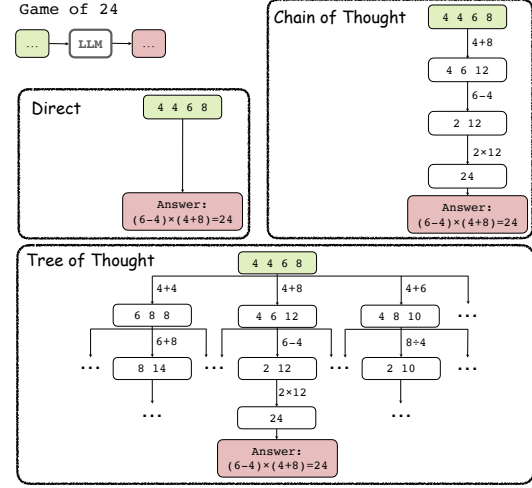 Game of 24
... LLM ...
Direct
4 4 6 8
Answer:
(6−4)×(4+8)=24
Chain of Thought
4 4 6 8
4+8
4 6 12
6−4
2 12
2×12
24
Answer:
(6−4)×(4+8)=24
Tree of Thought
4 4 6 8
4+4 4+8 4+6 ...
6 8 8 4 6 12 4 8 10
6+8 6−4 8÷4
... 8 14 ... 2 12 ... 2 10 ...
2×12
... 24 ...
Answer:
(6−4)×(4+8)=24